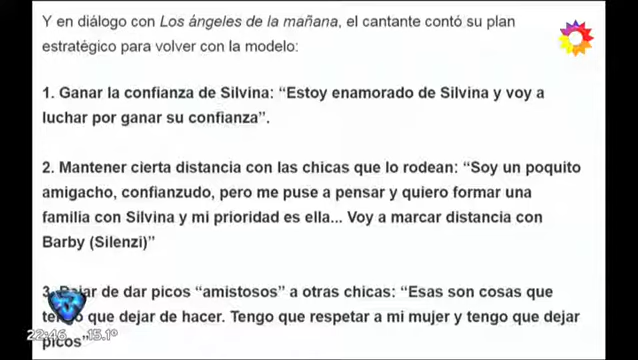 Y en diálogo con Los ángeles de la mañana, el cantante contó su plan
estratégico para volver con la modelo:
1. Ganar la confianza de Silvina: “Estoy enamorado de Silvina y voy a
luchar por ganar su confianza”.
2. Mantener cierta distancia con las chicas que lo rodean: “Soy un poquito
amigacho, confianzudo, pero me puse a pensar y quiero formar una
familia con Silvina y mi prioridad es ella... Voy a marcar distancia con
Barby (Silenzi)”
3. Dejar de dar picos “amistosos” a otras chicas: “Esas son cosas que
tengo que dejar de hacer. Tengo que respetar a mi mujer y tengo que dejar
picos”
22:46 15.1º